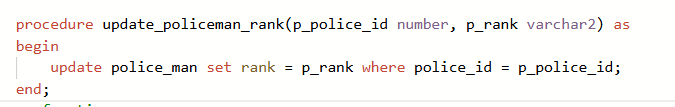 procedure update_policeman_rank(p_police_id number, p_rank varchar2) as
begin
    update police_man set rank = p_rank where police_id = p_police_id;
end;